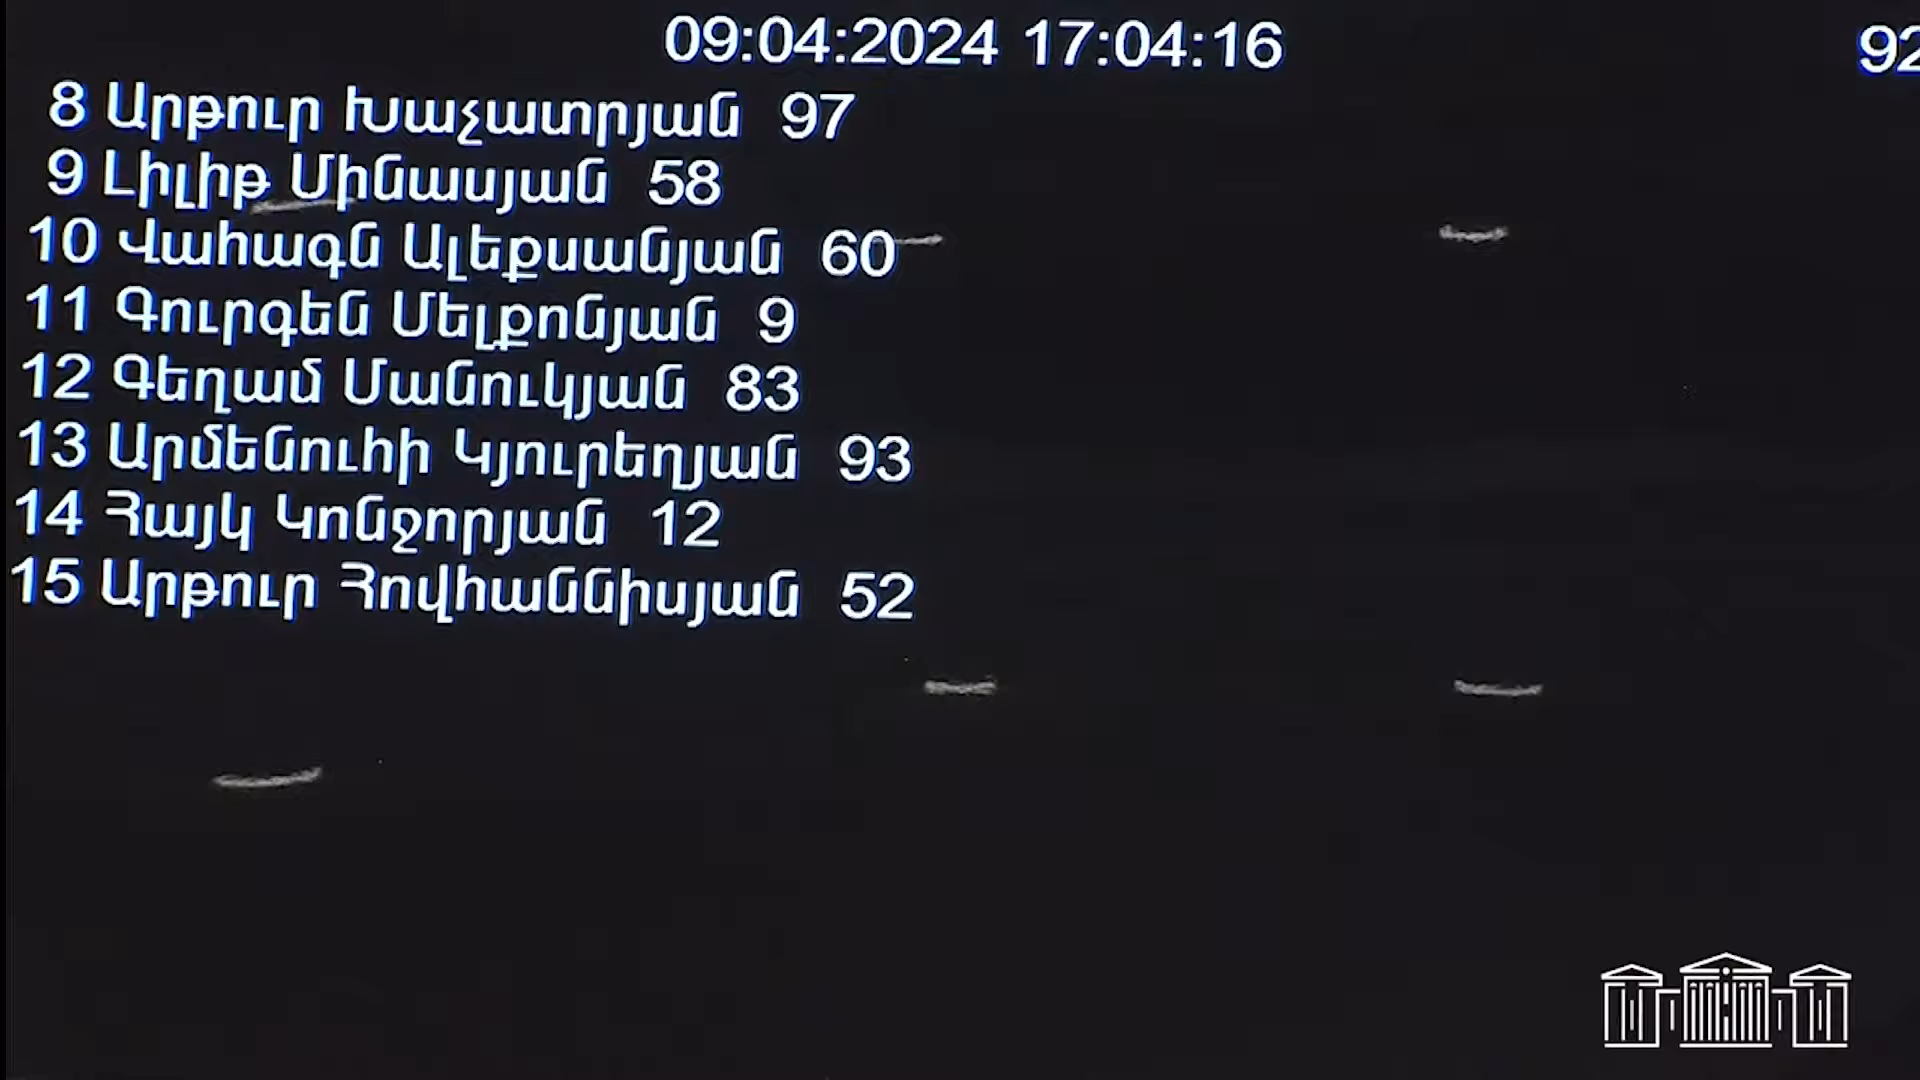 09:04:2024 17:04:16 92
8 Արթուր Խաչատրյան 97
9 Լիլիթ Մինասյան 58
10 Վահագն Ալեքսանյան 60
11 Գուրգեն Մելքոնյան 9
12 Գեղամ Մանուկյան 83
13 Արմենուհի Կյուրեղյան 93
14 Հայկ Կոնջորյան 12
15 Արթուր Հովհաննիսյան 52